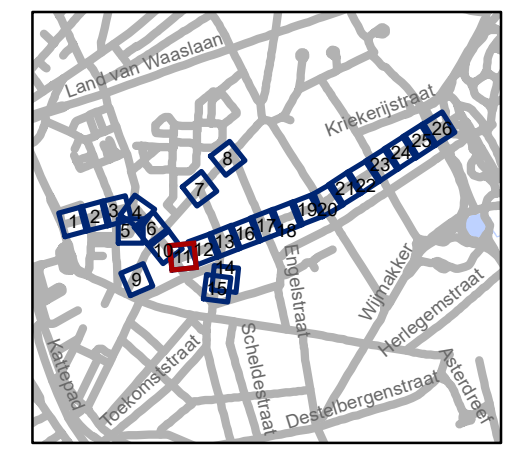 Land van Waaslaan
Kriekerijstraat
8
7
1
2
3
4
5
6
9
10
11
12
13
14
15
16
17
18
19
20
21
22
23
24
25
26
Engelstraat
Wijmakker
Herlegemstraat
Kattepad
Toekomststraat
Scheldestraat
Destelbergenstraat
Asterdreef